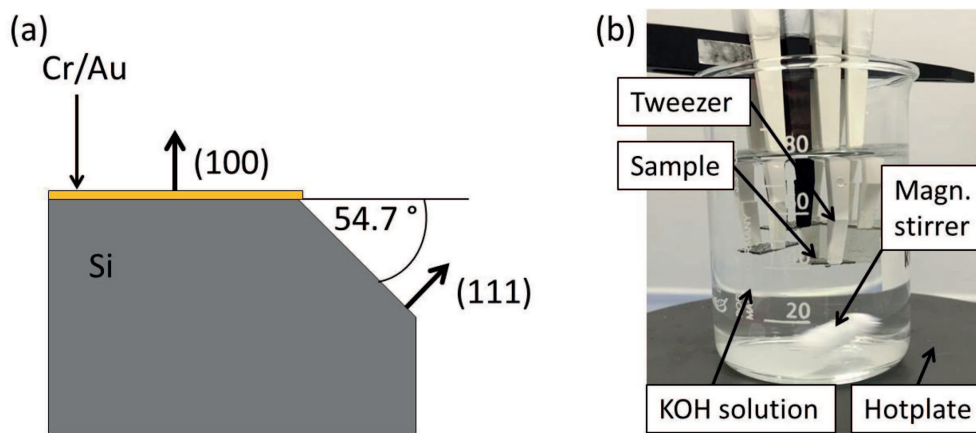 (a)
Cr/Au
(100)
54.7 °
Si
(111)
(b)
Tweezer
80
Sample
Magn.
stirrer
20
KOH solution
Hotplate